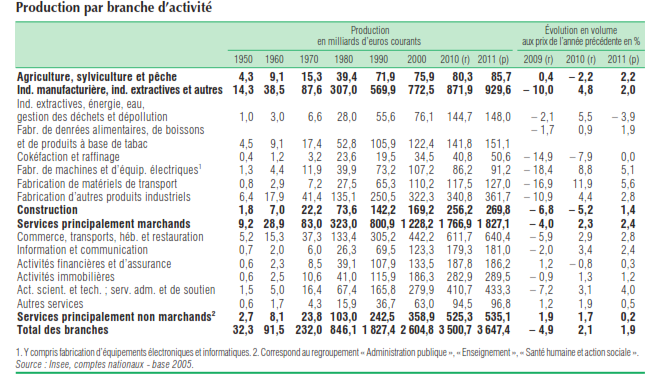 Production par branche d'activité
Production
en milliards d'euros courants
Évolution en volume
aux prix de l'année précédente en %
1950 1960 1970 1980 1990 2000 2010 (r) 2011 (p) 2009 (r) 2010 (r) 2011 (p)
Agriculture, sylviculture et pêche 4,3 9,1 15,3 39,4 71,9 75,9 80,3 85,7 0,4 – 2,2 2,2
Ind. manufacturière, ind. extractives et autres 14,3 38,5 87,6 307,0 569,9 772,5 871,9 929,6 – 10,0 4,8 2,0
Ind. extractives, énergie, eau,
gestion des déchets et dépollution 1,0 3,0 6,6 28,0 55,6 76,1 144,7 148,0 – 2,1 5,5 – 3,9
Fabr. de denrées alimentaires, de boissons – 1,7 0,9 1,9
et de produits à base de tabac 4,5 9,1 17,4 52,8 105,9 122,4 141,8 151,1
Cokéfaction et raffinage 0,4 1,2 3,2 23,6 19,5 34,5 40,8 50,6 – 14,9 – 7,9 0,0
Fabr. de machines et d'équip. électriques¹ 1,3 4,4 11,9 39,9 73,2 107,2 86,2 91,2 – 18,4 8,8 5,1
Fabrication de matériels de transport 0,8 2,9 7,2 27,5 65,3 110,2 117,5 127,0 – 16,9 11,9 5,6
Fabrication d'autres produits industriels 6,4 17,9 41,4 135,1 250,5 322,3 340,8 361,7 – 10,9 4,4 2,8
Construction 1,8 7,0 22,2 73,6 142,2 169,2 256,2 269,8 – 6,8 – 5,2 1,4
Services principalement marchands 9,2 28,9 83,0 323,0 800,9 1 228,2 1 766,9 1 827,1 – 4,0 2,3 2,4
Commerce, transports, héb. et restauration 5,2 15,3 37,3 133,4 305,2 442,2 611,7 640,4 – 5,9 2,9 2,8
Information et communication 0,7 2,0 6,0 26,3 69,5 123,3 179,3 181,0 – 2,0 3,4 2,4
Activités financières et d'assurance 0,6 2,3 8,5 39,1 107,9 133,5 187,8 186,2 1,2 – 0,8 0,3
Activités immobilières 0,6 2,5 10,6 41,0 115,9 186,3 282,9 289,5 – 0,9 1,3 1,2
Act. scient. et tech. ; serv. adm. et de soutien 1,5 5,0 16,4 67,4 165,8 279,9 410,7 433,3 – 7,2 3,1 4,0
Autres services 0,6 1,7 4,3 15,9 36,7 63,0 94,5 96,8 1,2 1,9 0,5
Services principalement non marchands² 2,7 8,1 23,8 103,0 242,5 358,9 525,3 535,1 1,9 1,7 0,2
Total des branches 32,3 91,5 232,0 846,1 1 827,4 2 604,8 3 500,7 3 647,4 – 4,9 2,1 1,9
1. Y compris fabrication d'équipements électroniques et informatiques. 2. Correspond au regroupement « Administration publique », « Enseignement », « Santé humaine et action sociale ».
Source : Insee, comptes nationaux - base 2005.